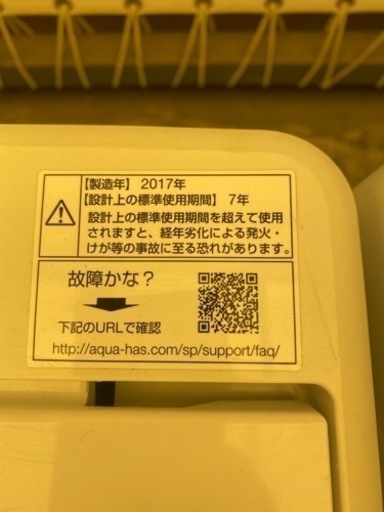 【製造年】 2017年
【設計上の標準使用期間】 7年
設計上の標準使用期間を超えて使用
されますと、経年劣化による発火・
けが等の事故に至る恐れがあります。
故障かな？
下記のURLで確認
http://aqua-has.com/sp/support/faq/